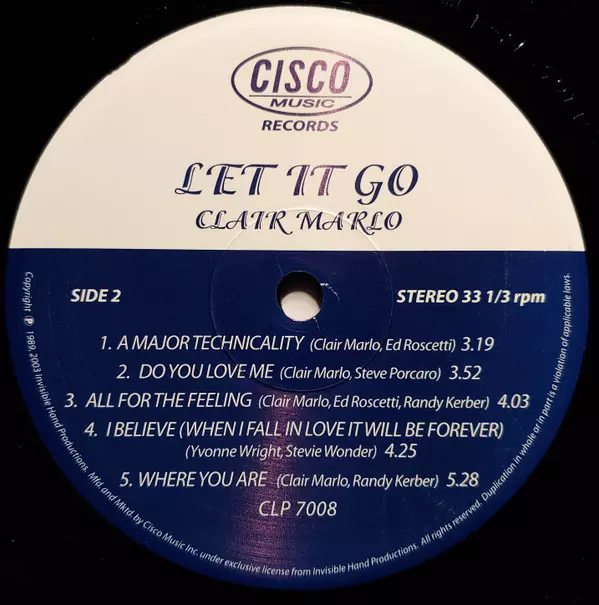 CISCO
MUSIC
RECORDS
LET IT GO
CLAIR MARLO
SIDE 2
STEREO 33 1/3 rpm
1. A MAJOR TECHNICALITY (Clair Marlo, Ed Roscetti) 3.19
2. DO YOU LOVE ME (Clair Marlo, Steve Porcaro) 3.52
3. ALL FOR THE FEELING (Clair Marlo, Ed Roscetti, Randy Kerber) 4.03
4. I BELIEVE (WHEN I FALL IN LOVE IT WILL BE FOREVER)
(Yvonne Wright, Stevie Wonder) 4.25
5. WHERE YOU ARE (Clair Marlo, Randy Kerber) 5.28
CLP 7008
Copyright ℗ 1989, 2003 Invisible Hand Productions. Mfd. and Mktd. by Cisco Music Inc. under exclusive license from Invisible Hand Productions. All rights reserved. Duplication in whole or in part is a violation of applicable laws.